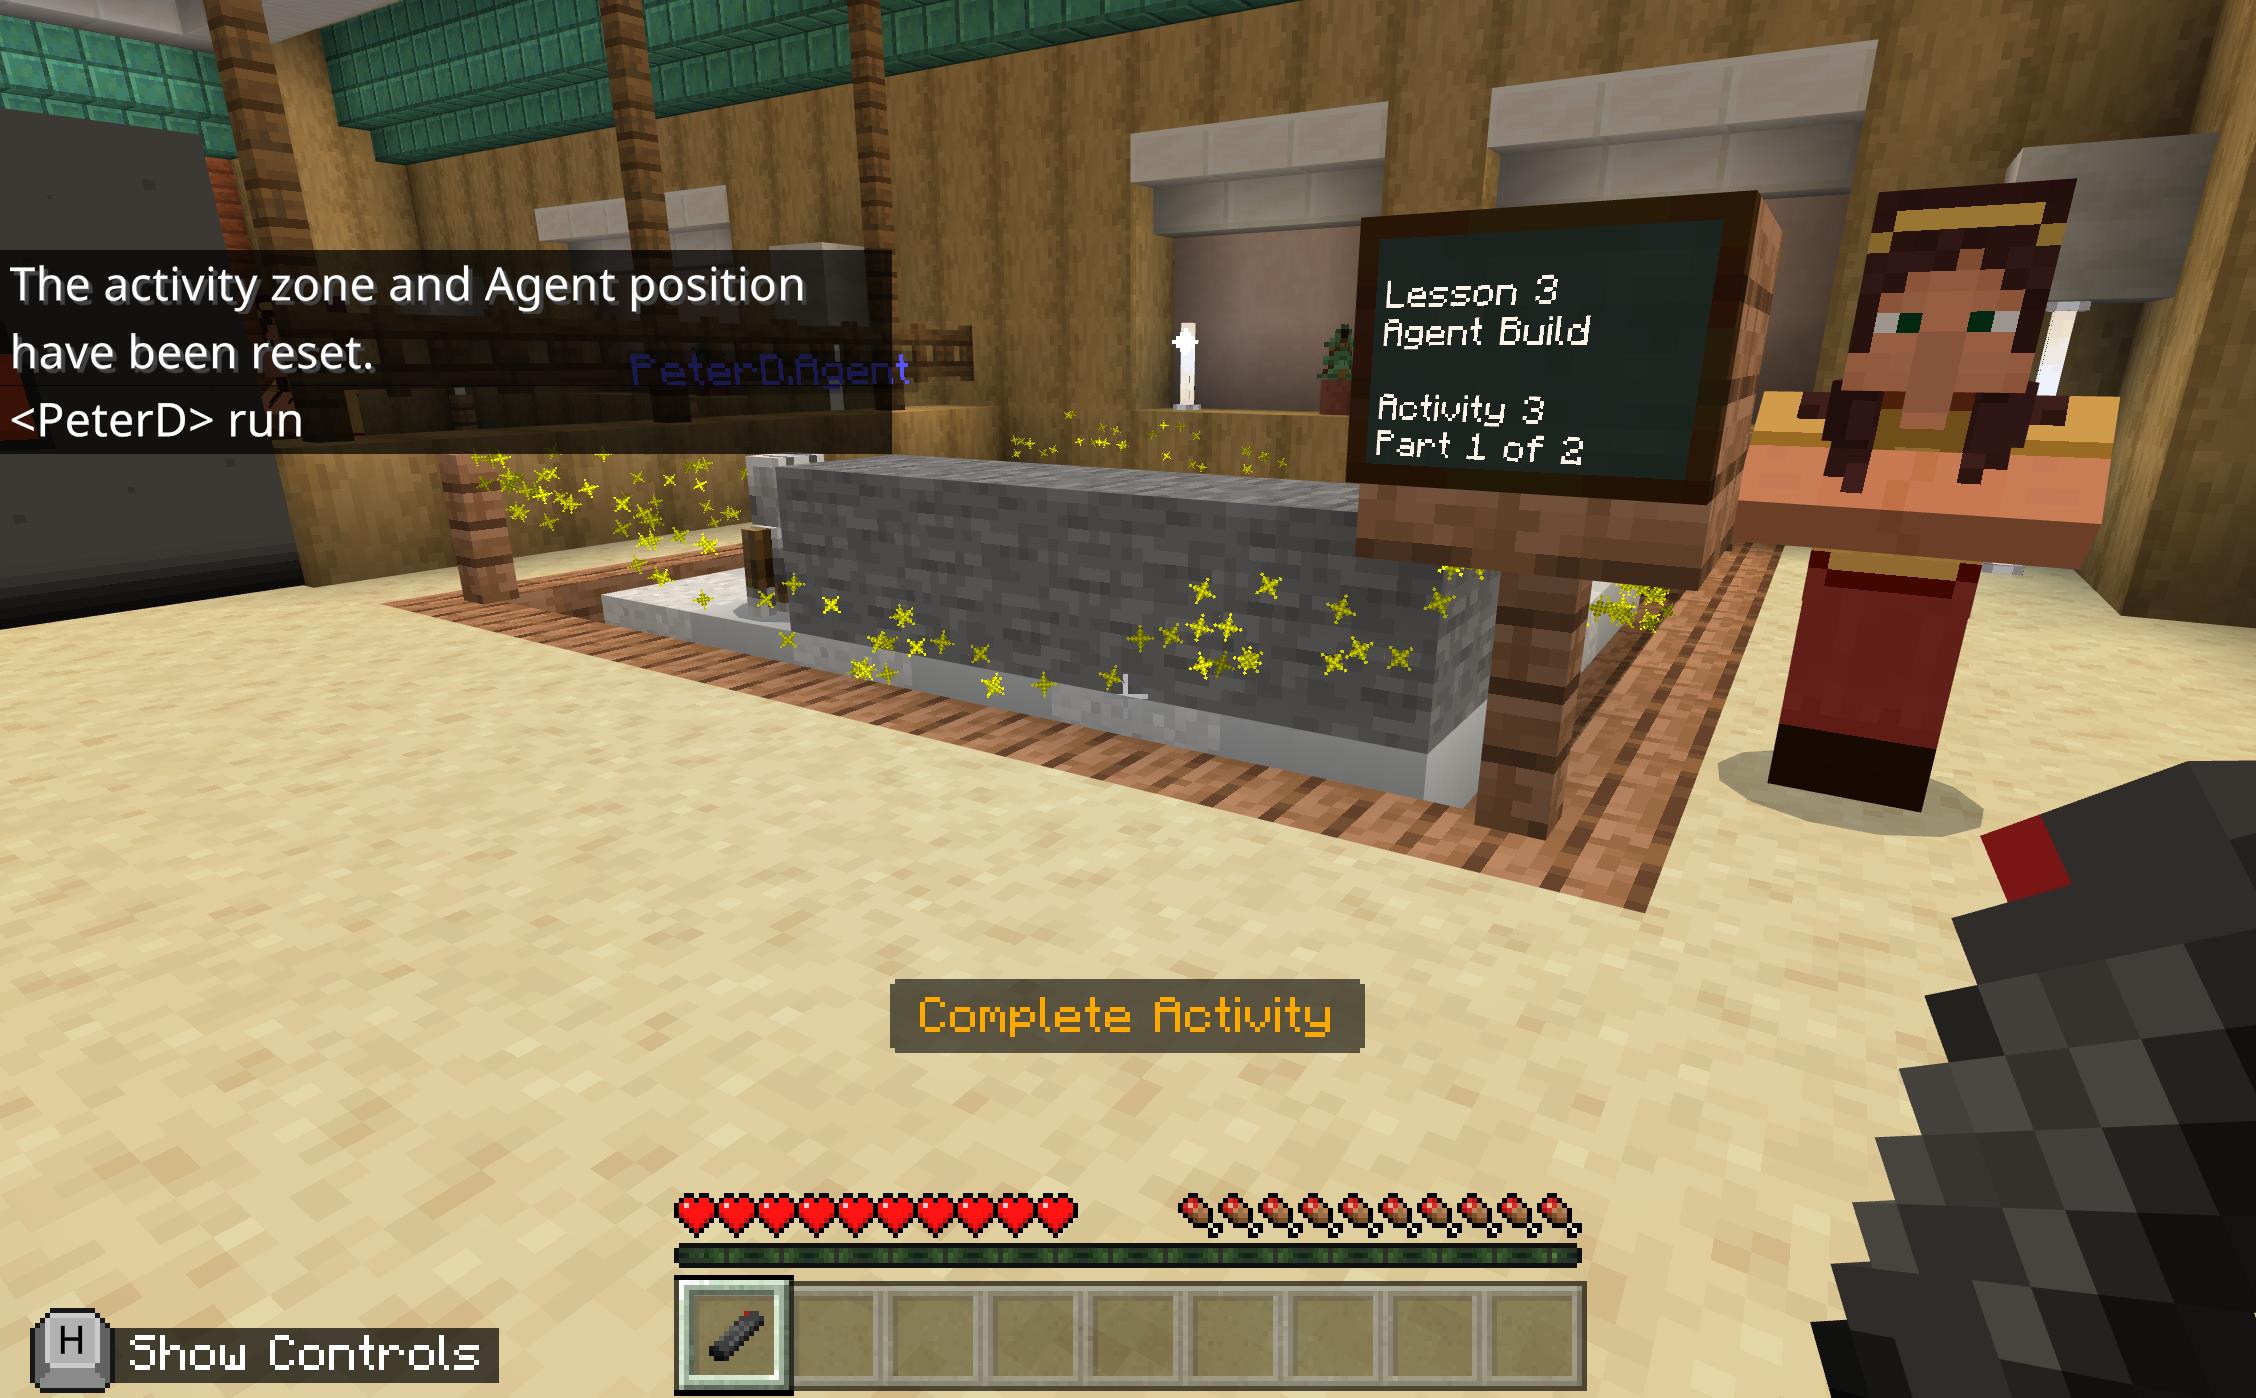 The activity zone and Agent position
have been reset.
PeterD.Agent
<PeterD> run
Lesson 3
Agent Build
Activity 3
Part 1 of 2
Complete Activity
H
Show Controls